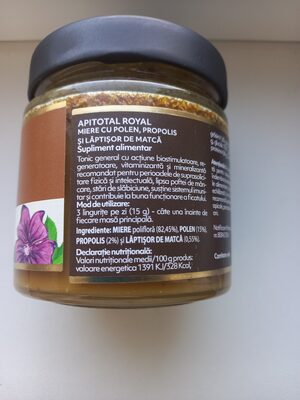 APITOTAL ROYAL
MIERE CU POLEN, PROPOLIS
ȘI LĂPTIȘOR DE MATCĂ
Supliment alimentar
Tonic general cu acțiune biostimulatoare, re-
generatoare, vitaminizantă și mineralizantă
recomandat pentru perioadele de suprasolici-
tare fizică și intelectuală, lipsa poftei de mân-
care, stări de slăbiciune, susține sistemul imu-
nitar și contribuie la buna funcționare a ficatului.
Mod de utilizare:
3 lingurițe pe zi (15 g) - câte una înainte de
fiecare masă principală.
Ingrediente: MIERE polifloră (82,45%), POLEN (15%),
PROPOLIS (2%) și LĂPTIȘOR DE MATCĂ (0,55%).
Declarație nutrițională:
Valori nutriționale medii/100 g produs:
valoare energetica 1391 KJ/328 Kcal,